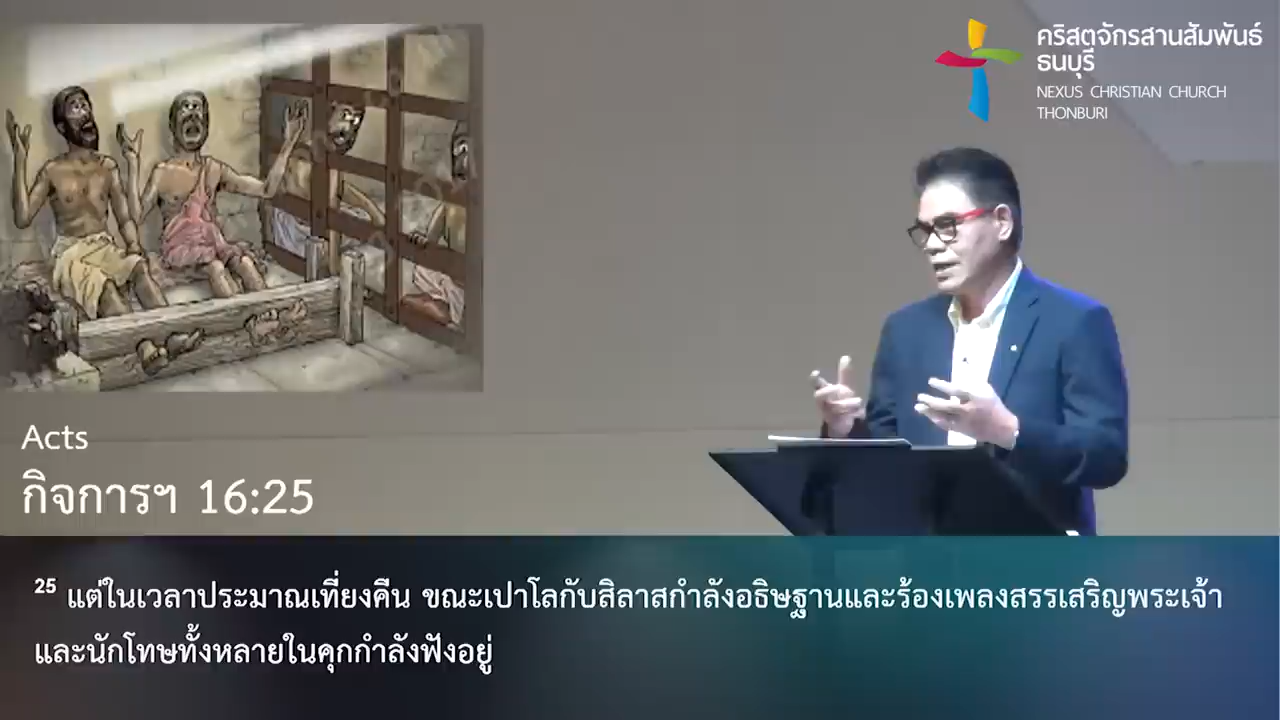 คริสตจักรสานสัมพันธ์
ธนบุรี
NEXUS CHRISTIAN CHURCH
THONBURI
Acts
กิจการฯ 16:25
25 แต่ในเวลาประมาณเที่ยงคืน ขณะเปาโลกับสิลาสกำลังอธิษฐานและร้องเพลงสรรเสริญพระเจ้า
และนักโทษทั้งหลายในคุกกำลังฟังอยู่